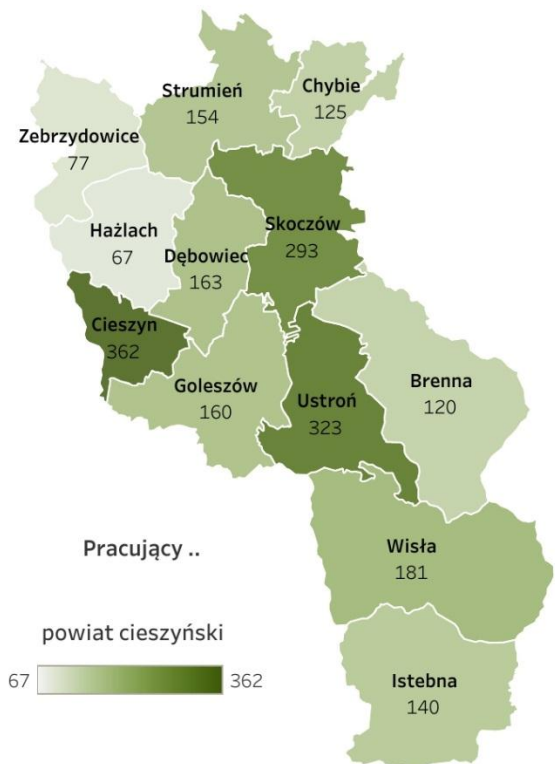 Strumień
154
Chybie
125
Zebrzydowice
77
Hażlach
67
Dębowiec
163
Skoczów
293
Cieszyn
362
Goleszów
160
Ustroń
323
Brenna
120
Pracujący ..
Wisła
181
powiat cieszyński
67 362
Istebna
140